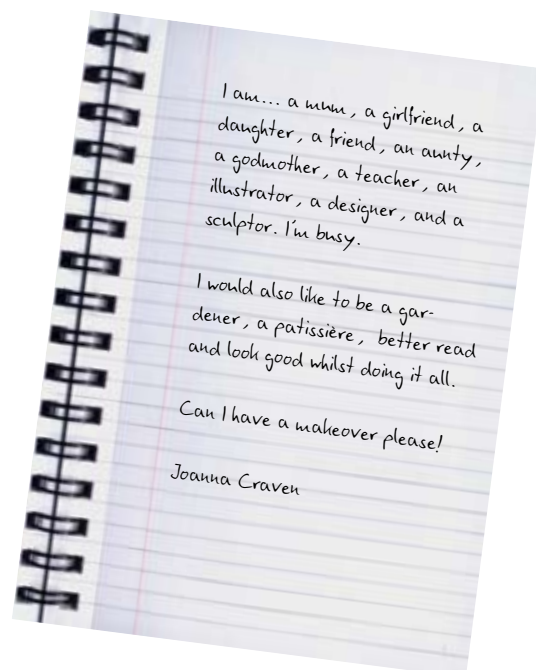 I am... a mum, a girlfriend, a
daughter, a friend, an aunty,
a godmother, a teacher, an
illustrator, a designer, and a
sculptor. I'm busy.
I would also like to be a gar-
dener, a patissière, better read
and look good whilst doing it all.
Can I have a makeover please!
Joanna Craven